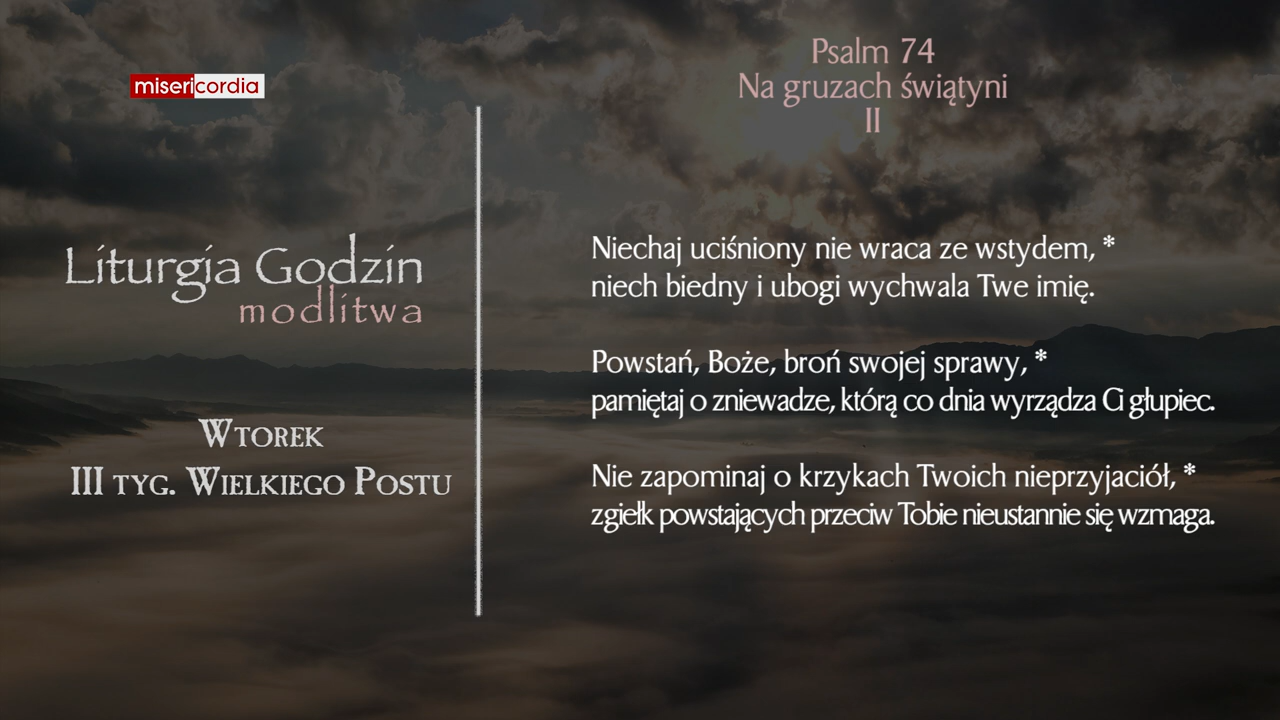 misericordia
Liturgia Godzin
modlitwa
Wtorek
III tyg. Wielkiego Postu
Psalm 74
Na gruzach świątyni
II
Niechaj uciśniony nie wraca ze wstydem, *
niech biedny i ubogi wychwala Twe imię.
Powstań, Boże, broń swojej sprawy, *
pamiętaj o zniewadze, którą co dnia wyrządza Ci głupiec.
Nie zapominaj o krzykach Twoich nieprzyjaciół, *
zgiełk powstających przeciw Tobie nieustannie się wzmaga.